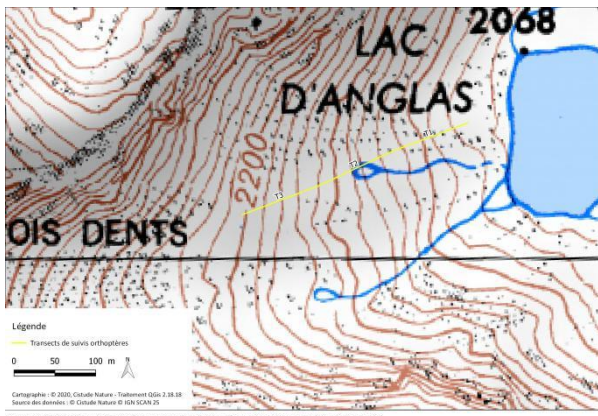 2068
LAC
D'ANGLAS
T1
T2
2200
T3
OIS DENTS
Légende
Transects de suivis orthoptères
0 50 100 m
N
Cartographie : © 2020, Cistude Nature - Traitement QGis 2.18.18
Source des données : © Cistude Nature © IGN SCAN 25